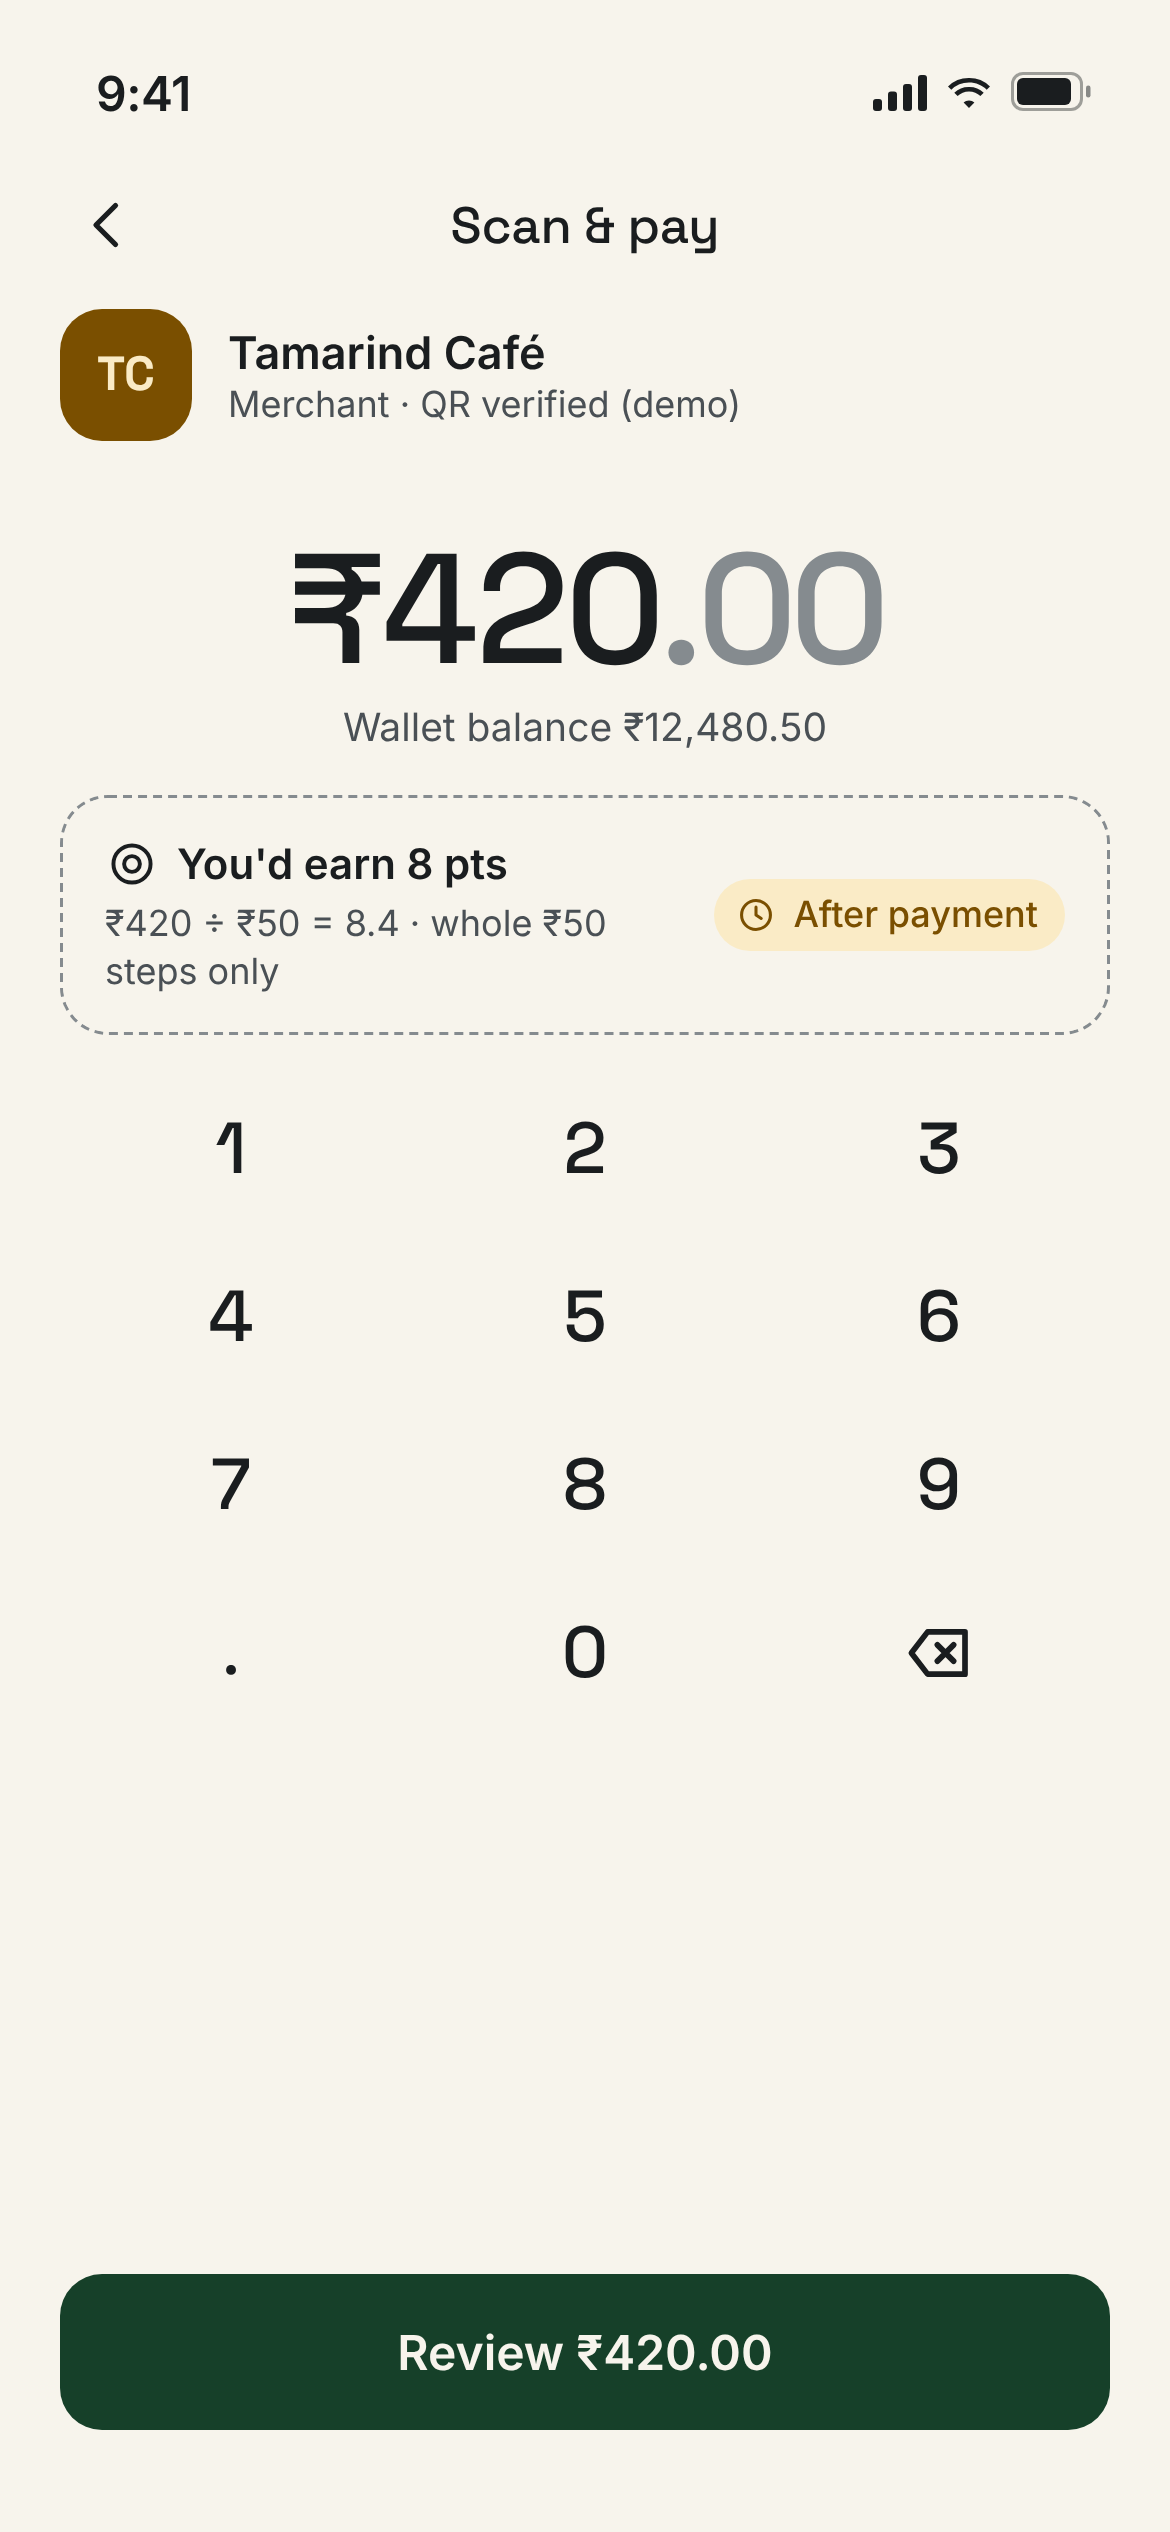 9:41
Scan & pay
TC
Tamarind Café
Merchant · QR verified (demo)
₹420.00
Wallet balance ₹12,480.50
You'd earn 8 pts
₹420 ÷ ₹50 = 8.4 · whole ₹50
steps only
After payment
1 2 3
4 5 6
7 8 9
. 0
Review ₹420.00